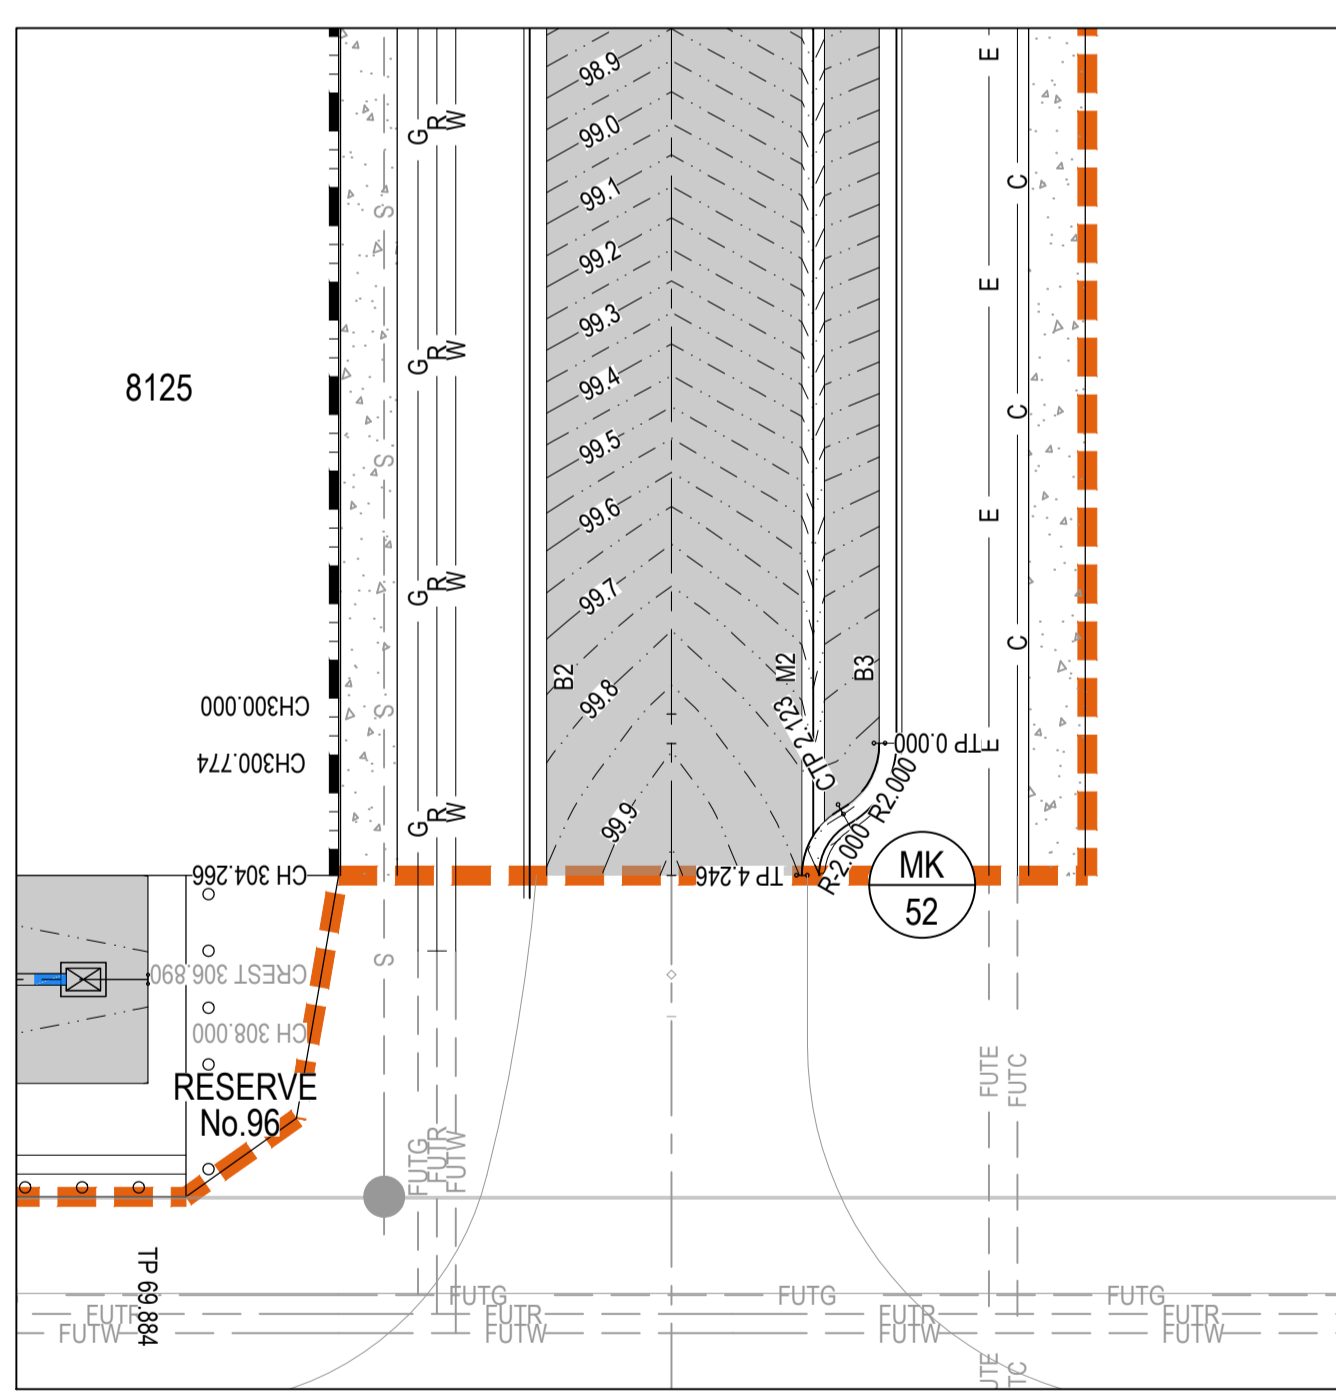 98.9
E
G R W
99.0
99.1
C
S
99.2
E
99.3
G R W
99.4
8125
C
99.5
S
99.6
E
99.7
G R W
C
B2
M2
B3
99.8
CH300.000
S
CTP 2.123
TP 0.000
E
CH300.774
R2.000
99.9
G R W
R-2.000
CH 304.266
TP 4.246
MK
52
S
CREST 306.890
CH 308.000
RESERVE
No.96
FUTE
FUTC
FUTG
FUTR
FUTW
TP 69.884
FUTG
FUTG
FUTG
FUTR
FUTR
FUTR
FUTR
FUTW
FUTW
FUTW
FUTW
UTE
TC